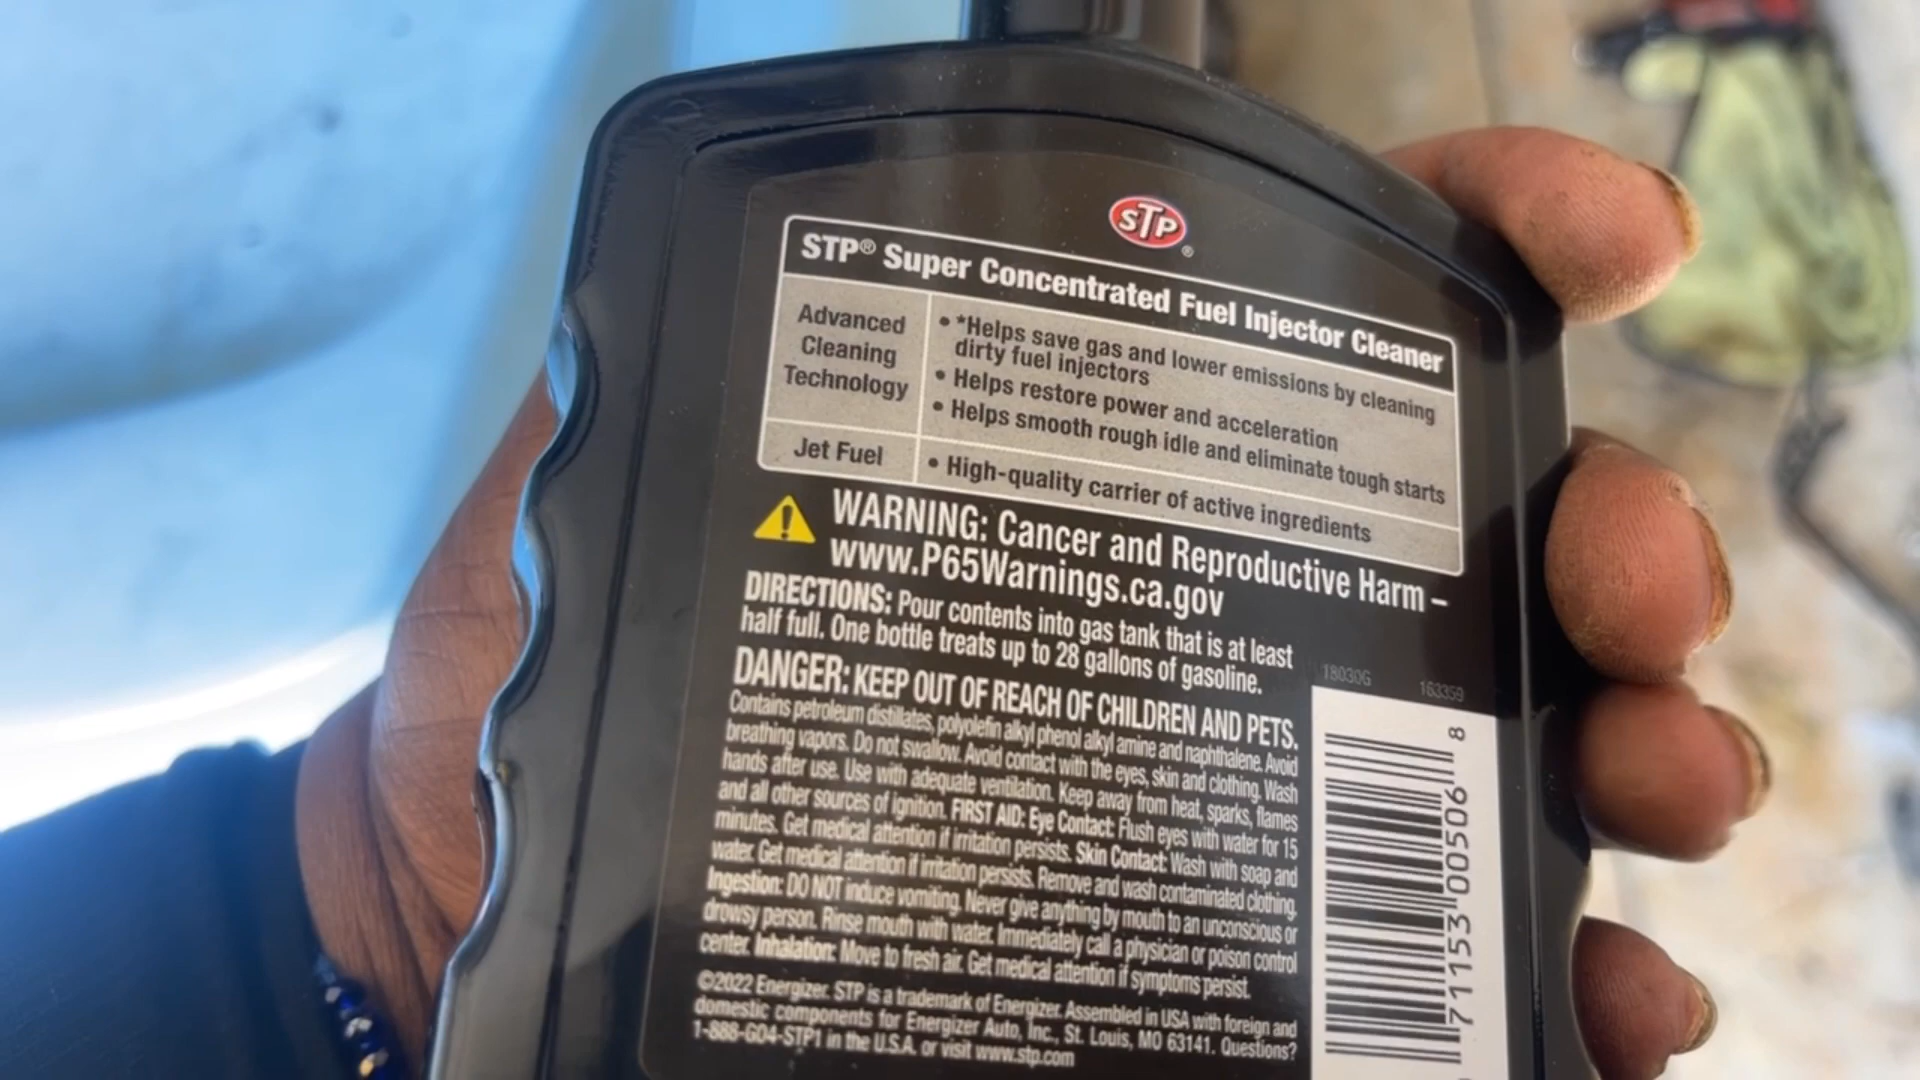 STP
®
STP® Super Concentrated Fuel Injector Cleaner
Advanced
Cleaning
Technology
• *Helps save gas and lower emissions by cleaning
dirty fuel injectors
• Helps restore power and acceleration
• Helps smooth rough idle and eliminate tough starts
Jet Fuel
• High-quality carrier of active ingredients
WARNING: Cancer and Reproductive Harm –
www.P65Warnings.ca.gov
DIRECTIONS: Pour contents into gas tank that is at least
half full. One bottle treats up to 28 gallons of gasoline.
DANGER: KEEP OUT OF REACH OF CHILDREN AND PETS.
Contains petroleum distillates, polyolefin alkyl phenol alkyl amine and naphthalene. Avoid
breathing vapors. Do not swallow. Avoid contact with the eyes, skin and clothing. Wash
hands after use. Use with adequate ventilation. Keep away from heat, sparks, flames
and all other sources of ignition. FIRST AID: Eye Contact: Flush eyes with water for 15
minutes. Get medical attention if irritation persists. Skin Contact: Wash with soap and
water. Get medical attention if irritation persists. Remove and wash contaminated clothing.
Ingestion: DO NOT induce vomiting. Never give anything by mouth to an unconscious or
drowsy person. Rinse mouth with water. Immediately call a physician or poison control
center. Inhalation: Move to fresh air. Get medical attention if symptoms persist.
©2022 Energizer. STP is a trademark of Energizer. Assembled in USA with foreign and
domestic components for Energizer Auto, Inc., St. Louis, MO 63141. Questions?
1-888-GO4-STP1 in the U.S.A. or visit www.stp.com
18030G 163359
71153 00506 8